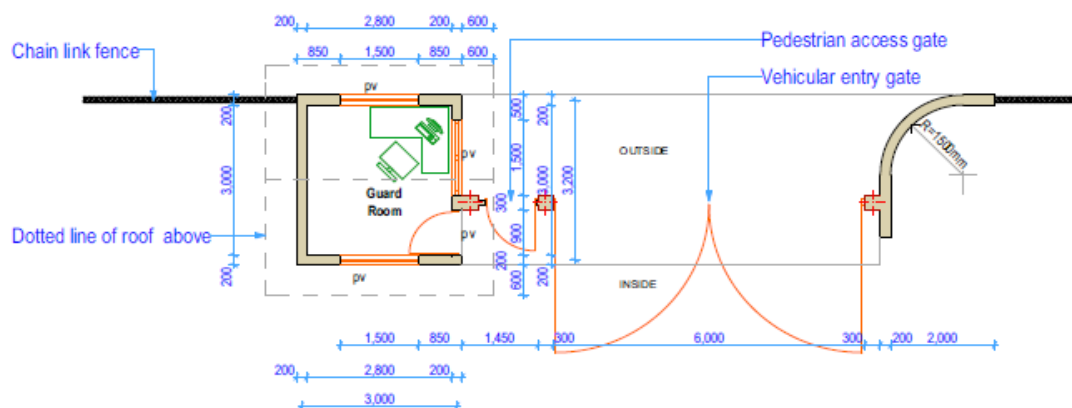 200 2,800 200 600
850 1,500 850 600
Chain link fence
Pedestrian access gate
Vehicular entry gate
pv
200
3,000
200
500
1,500
300
900
200
600
200
3,000
200
3,200
OUTSIDE
R=1500mm
pv
Guard
Room
Dotted line of roof above
pv
pv
INSIDE
1,500 850 1,450 300 6,000 300 200 2,000
200 2,800 200
3,000